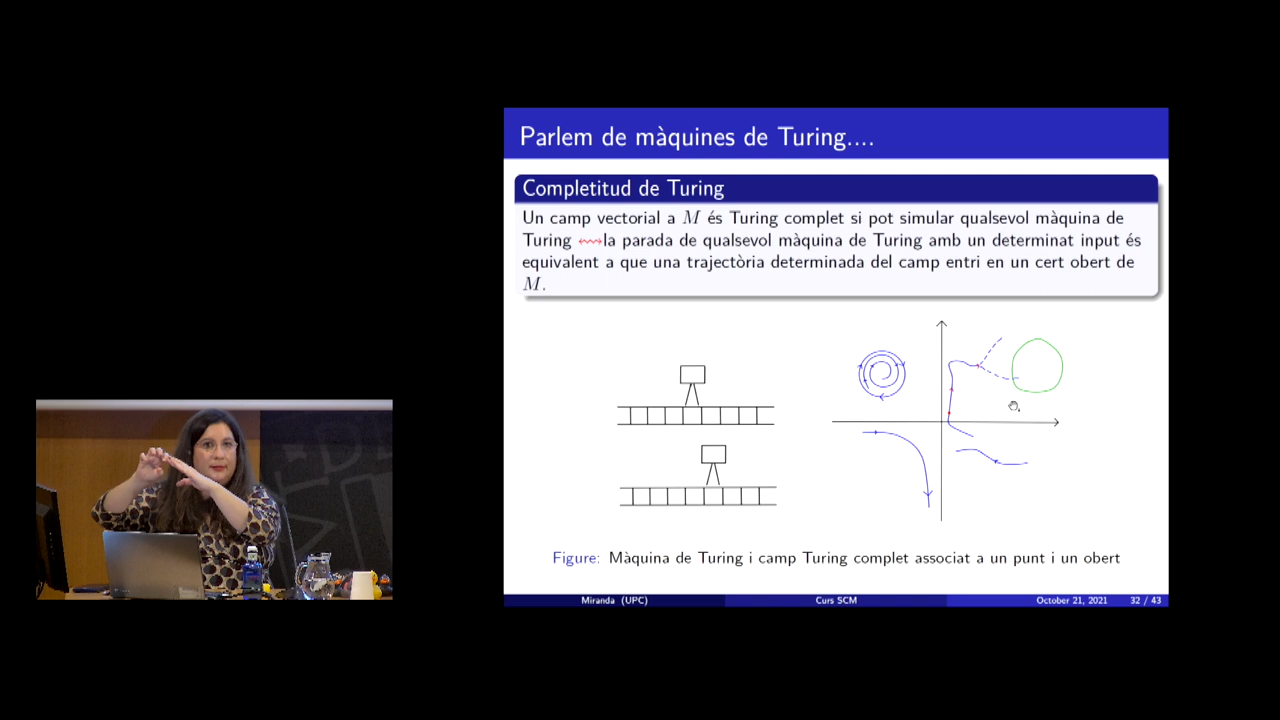 Parlem de màquines de Turing....
Completitud de Turing
Un camp vectorial a M és Turing complet si pot simular qualsevol màquina de
Turing ↭la parada de qualsevol màquina de Turing amb un determinat input és
equivalent a que una trajectòria determinada del camp entri en un cert obert de
M.
Figure: Màquina de Turing i camp Turing complet associat a un punt i un obert
Miranda (UPC) Curs SCM October 21, 2021 32 / 43